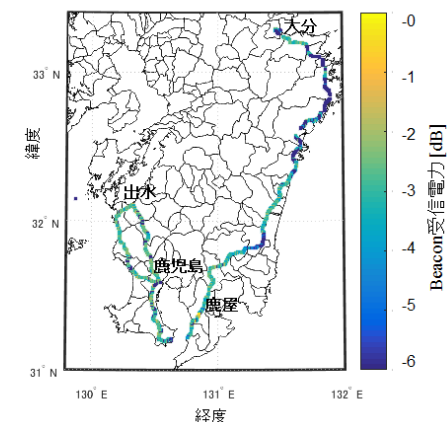 大分
33° N
出水
32° N
鹿児島
鹿屋
31° N
130° E
131° E
132° E
緯度
経度
-0
-1
-2
-3
-4
-5
-6
Beacon受信電力 [dB]